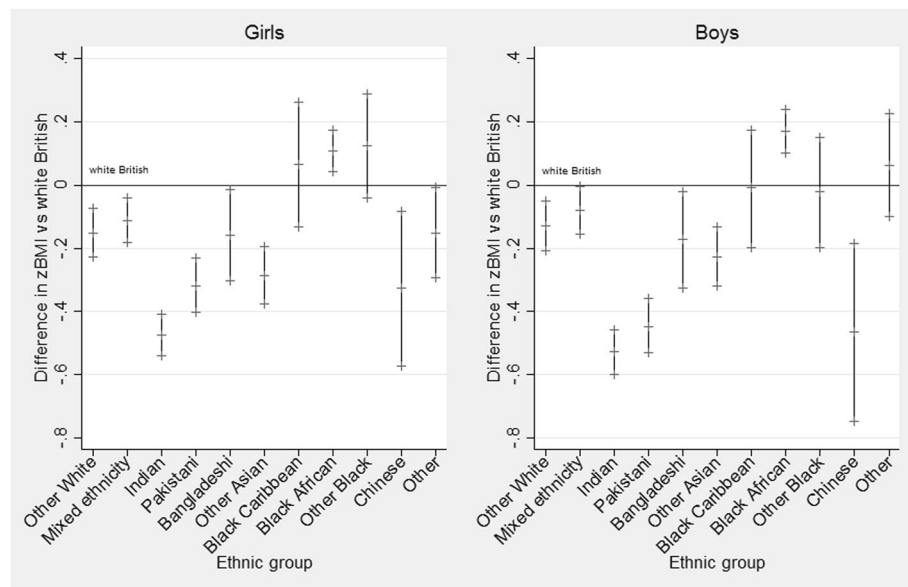 Girls
Difference in zBMI vs white British
.4
.2
0
-.2
-.4
-.6
-.8
white British
Other White
Mixed ethnicity
Indian
Pakistani
Bangladeshi
Other Asian
Black Caribbean
Black African
Other Black
Chinese
Other
Ethnic group
Boys
Difference in zBMI vs white British
.4
.2
0
-.2
-.4
-.6
-.8
white British
Other White
Mixed ethnicity
Indian
Pakistani
Bangladeshi
Other Asian
Black Caribbean
Black African
Other Black
Chinese
Other
Ethnic group